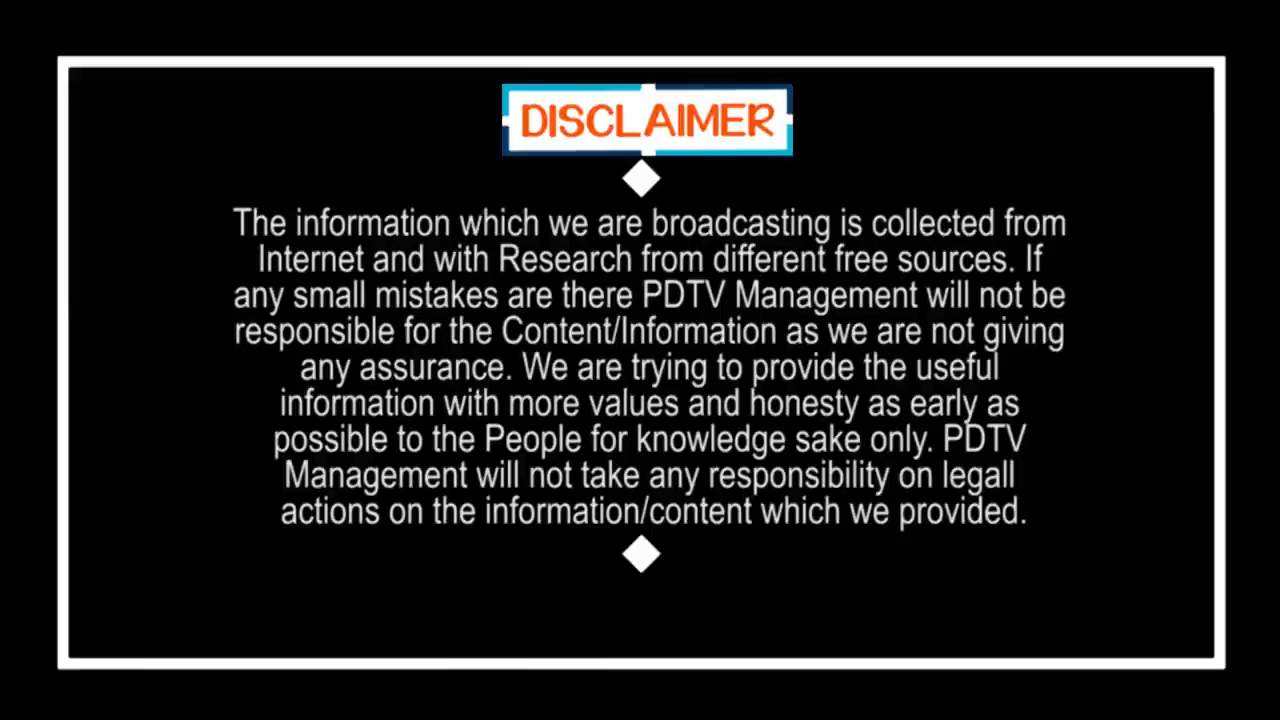 DISCLAIMER
The information which we are broadcasting is collected from
Internet and with Research from different free sources. If
any small mistakes are there PDTV Management will not be
responsible for the Content/Information as we are not giving
any assurance. We are trying to provide the useful
information with more values and honesty as early as
possible to the People for knowledge sake only. PDTV
Management will not take any responsibility on legall
actions on the information/content which we provided.